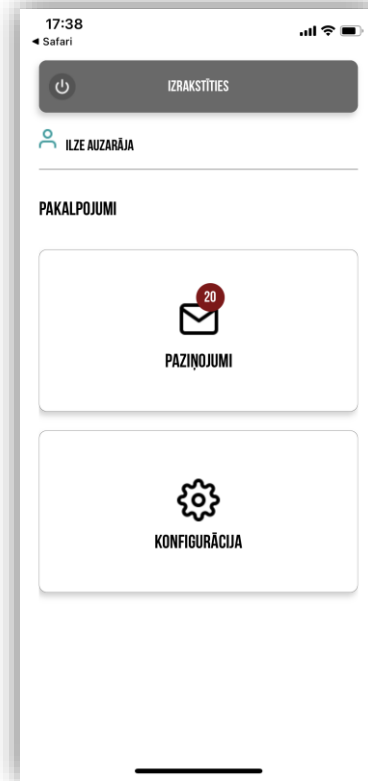 17:38
◀ Safari
IZRAKSTĪTIES
ILZE AUZARĀJA
PAKALPOJUMI
20
PAZIŅOJUMI
KONFIGURĀCIJA